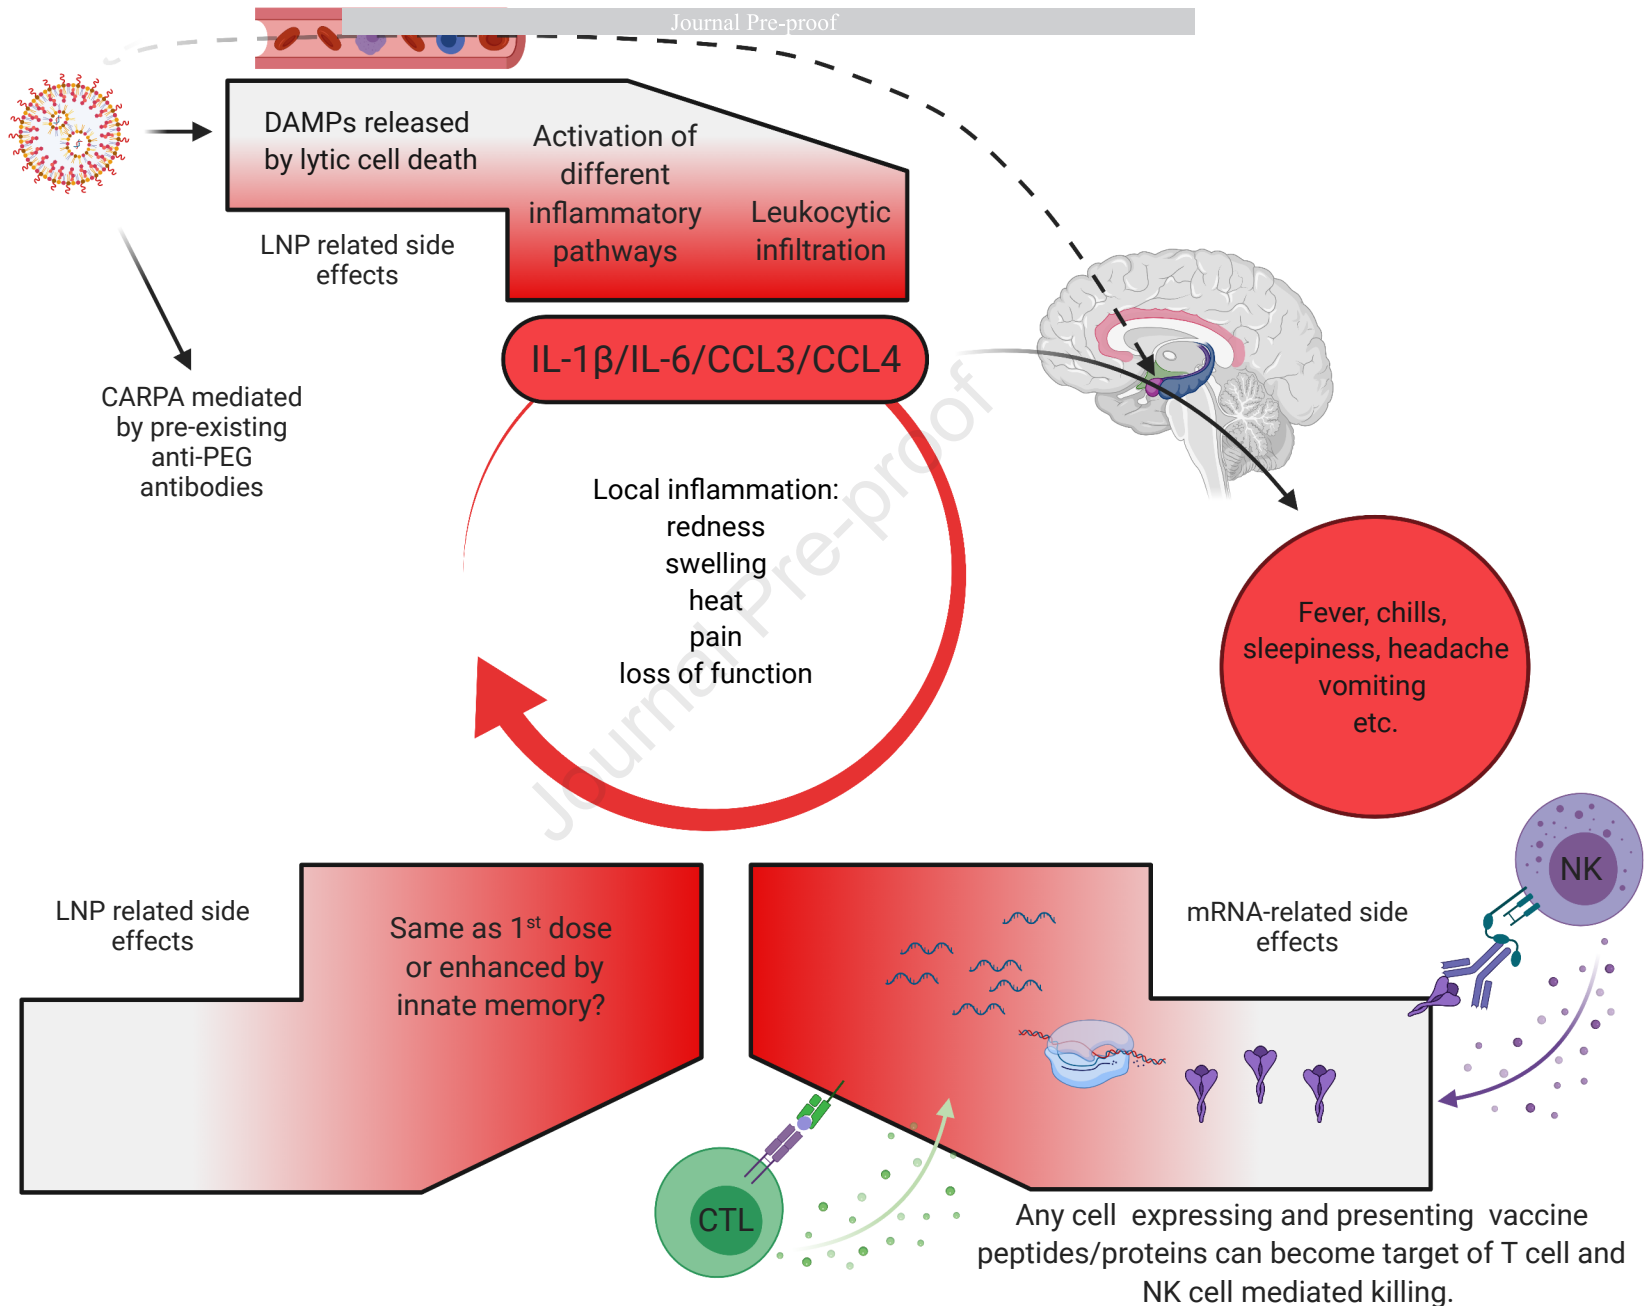 Journal Pre-proof
DAMPs released
by lytic cell death
Activation of
different
inflammatory
pathways
Leukocytic
infiltration
LNP related side
effects
IL-1β/IL-6/CCL3/CCL4
CARPA mediated
by pre-existing
anti-PEG
antibodies
Local inflammation:
redness
swelling
heat
pain
loss of function
Journal Pre-proof
Fever, chills,
sleepiness, headache
vomiting
etc.
NK
LNP related side
effects
Same as 1st dose
or enhanced by
innate memory?
mRNA-related side
effects
CTL
Any cell expressing and presenting vaccine
peptides/proteins can become target of T cell and
NK cell mediated killing.